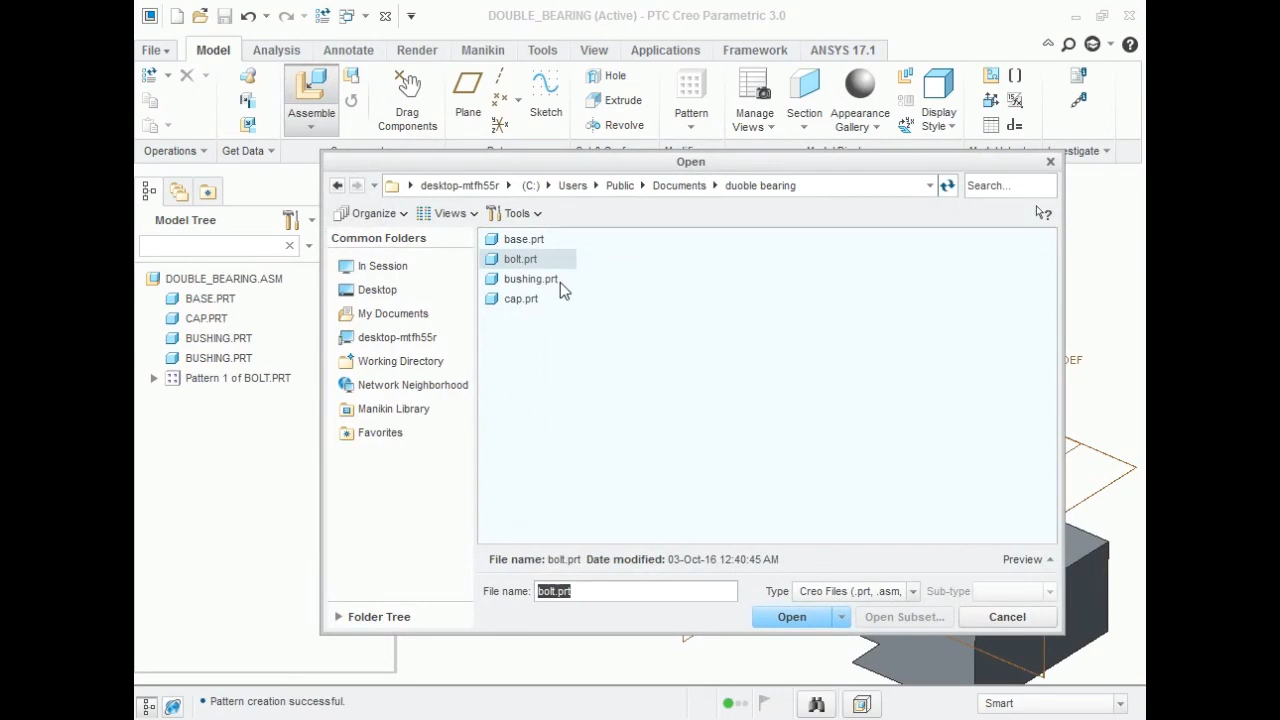 DOUBLE_BEARING (Active) - PTC Creo Parametric 3.0
File Model Analysis Annotate Render Manikin Tools View Applications Framework ANSYS 17.1
Assemble
Drag Components
Plane
Sketch
Hole
Extrude
Revolve
Pattern
Manage Views
Section
Appearance Gallery
Display Style
d=
Operations Get Data
Open
desktop-mtfh55r (C:) Users Public Documents duoble bearing Search...
Organize Views Tools
Common Folders
In Session
Desktop
My Documents
desktop-mtfh55r
Working Directory
Network Neighborhood
Manikin Library
Favorites
Folder Tree
base.prt
bolt.prt
bushing.prt
cap.prt
File name: bolt.prt Date modified: 03-Oct-16 12:40:45 AM Preview
File name: bolt.prt Type Creo Files (.prt, .asm, Sub-type
Open Open Subset... Cancel
Model Tree
DOUBLE_BEARING.ASM
BASE.PRT
CAP.PRT
BUSHING.PRT
BUSHING.PRT
Pattern 1 of BOLT.PRT
DEF
Pattern creation successful.
Smart